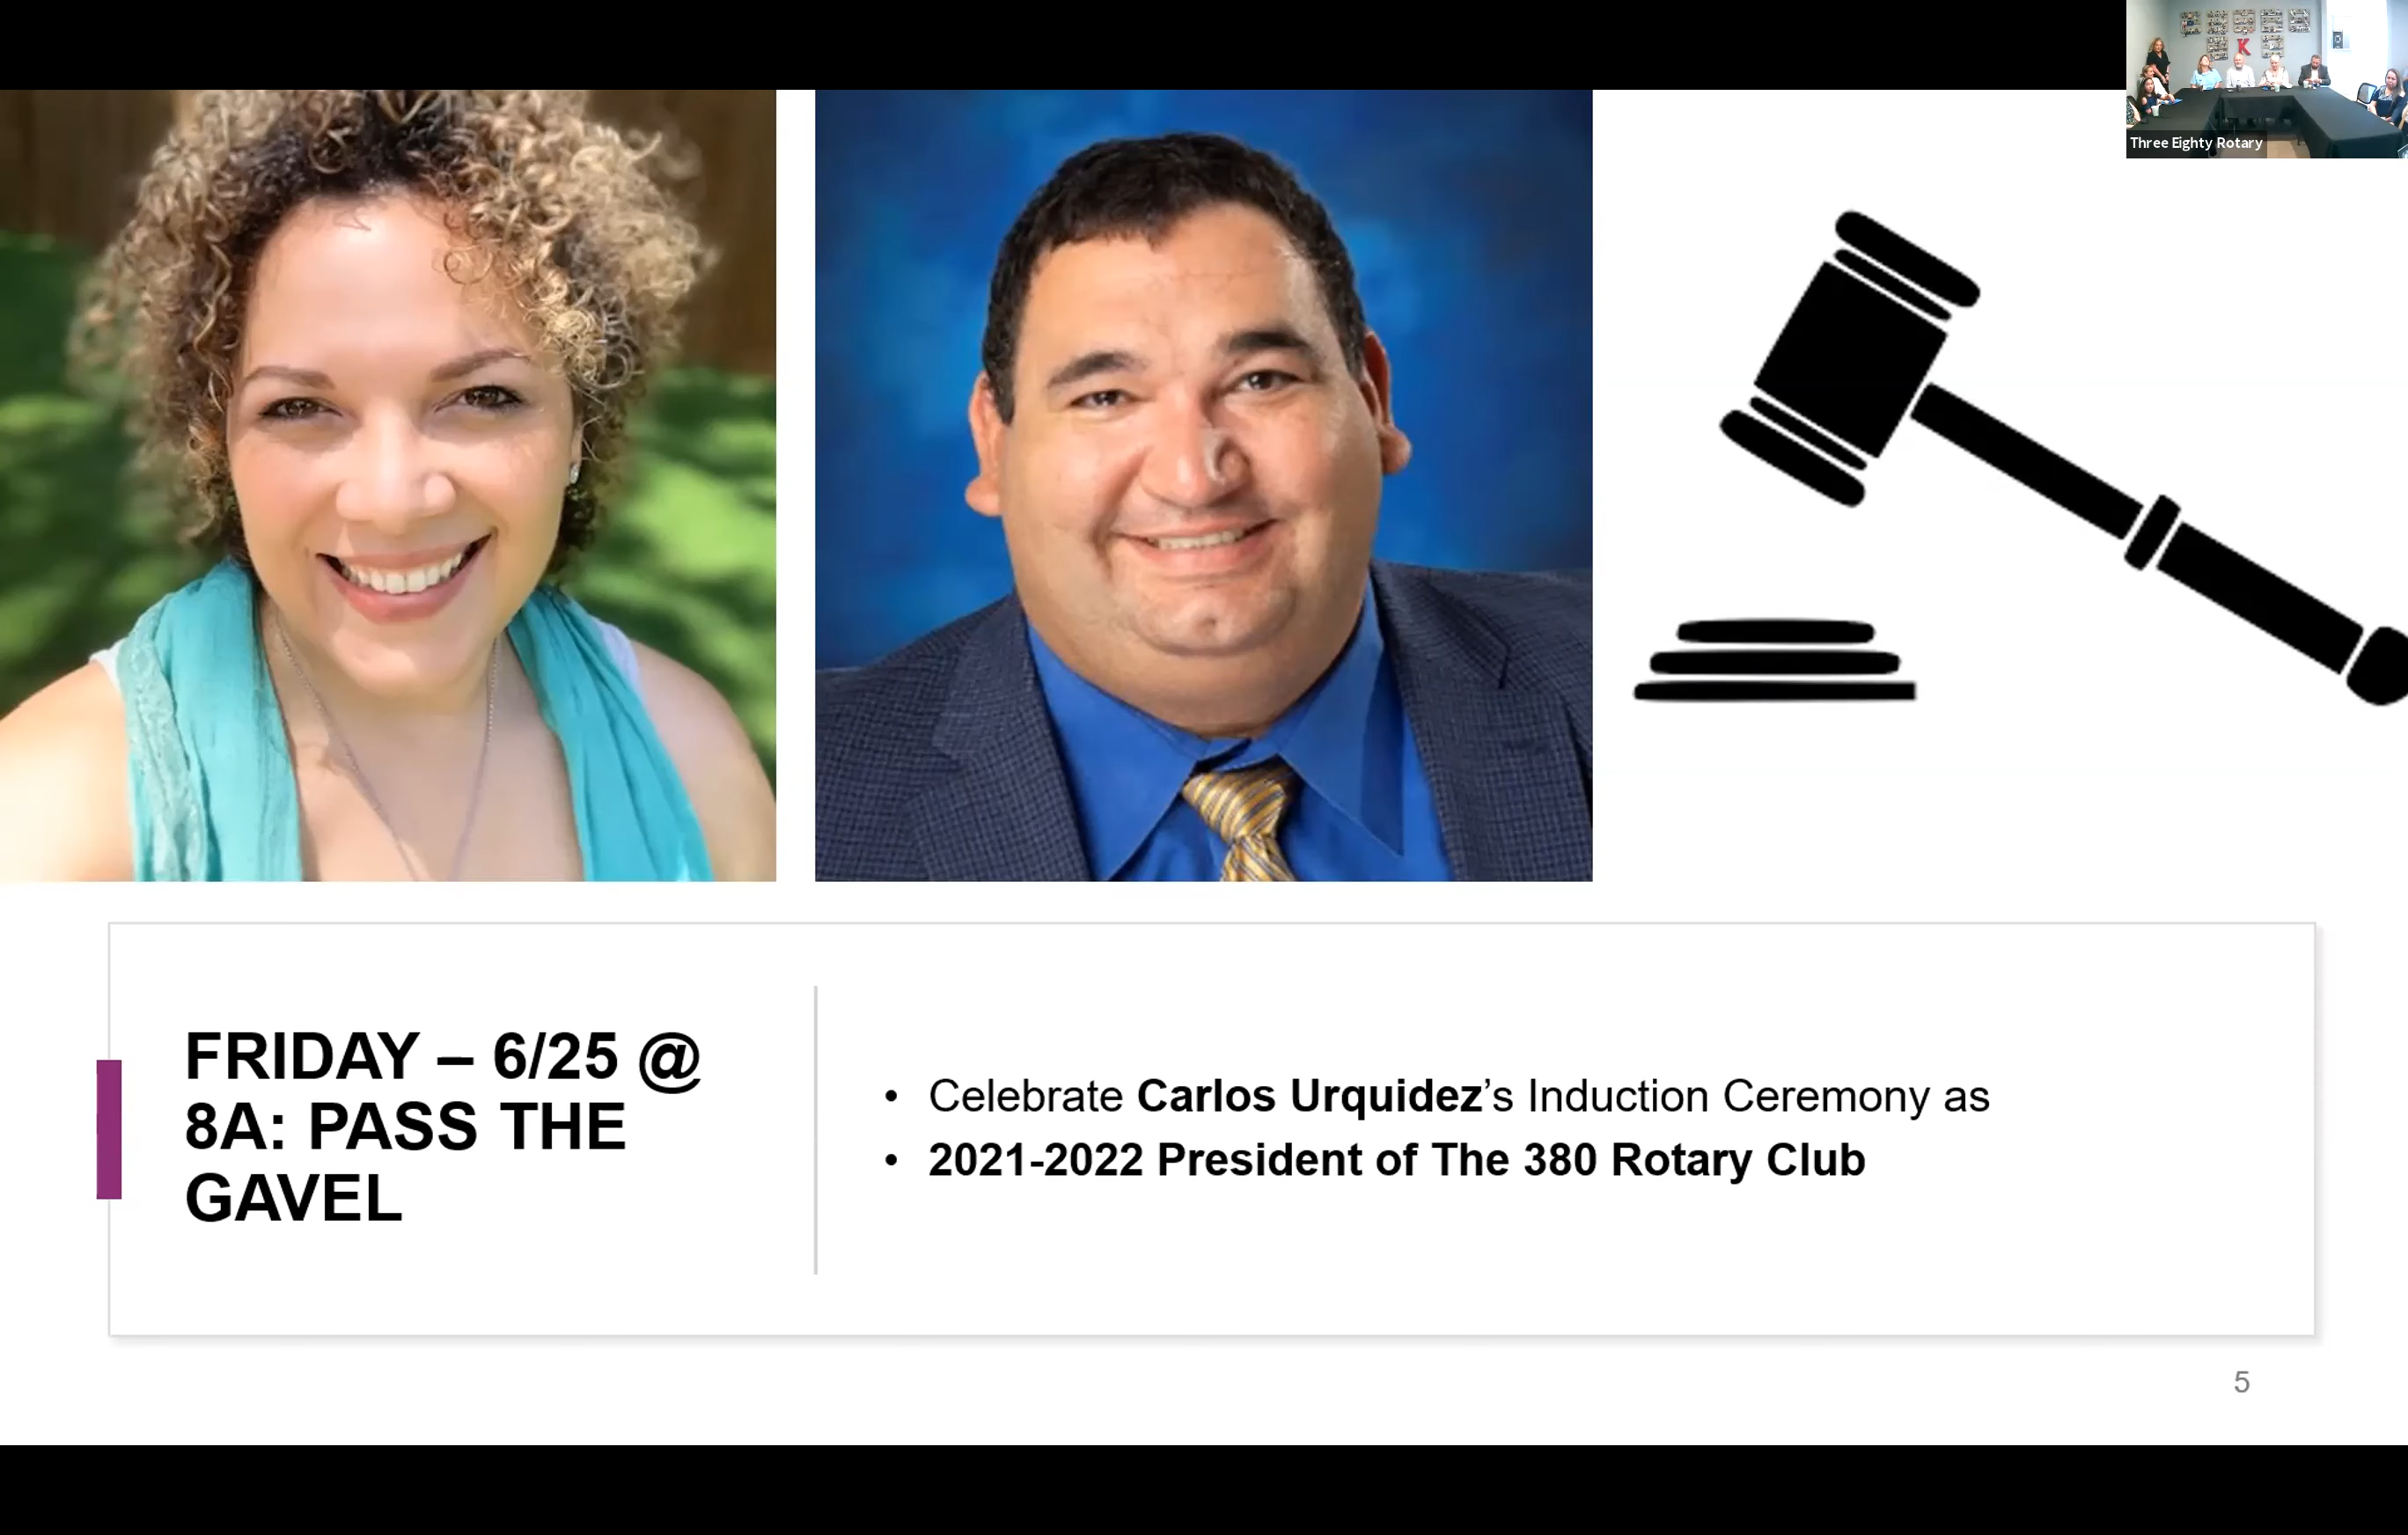 Three Eighty Rotary
FRIDAY – 6/25 @
8A: PASS THE
GAVEL
• Celebrate Carlos Urquidez’s Induction Ceremony as
• 2021-2022 President of The 380 Rotary Club
5
K